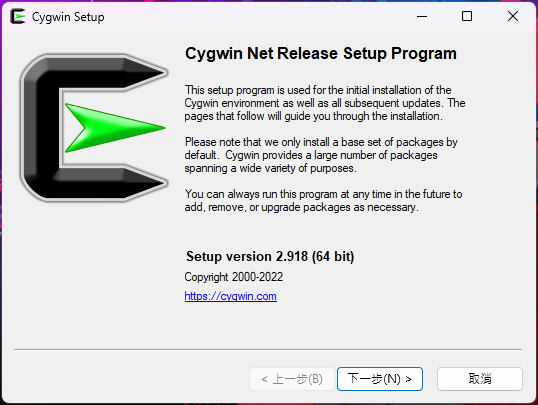 Cygwin Setup
Cygwin Net Release Setup Program
This setup program is used for the initial installation of the
Cygwin environment as well as all subsequent updates. The
pages that follow will guide you through the installation.
Please note that we only install a base set of packages by
default. Cygwin provides a large number of packages
spanning a wide variety of purposes.
You can always run this program at any time in the future to
add, remove, or upgrade packages as necessary.
Setup version 2.918 (64 bit)
Copyright 2000-2022
https://cygwin.com
< 上一步(B)
下一步(N) >
取消